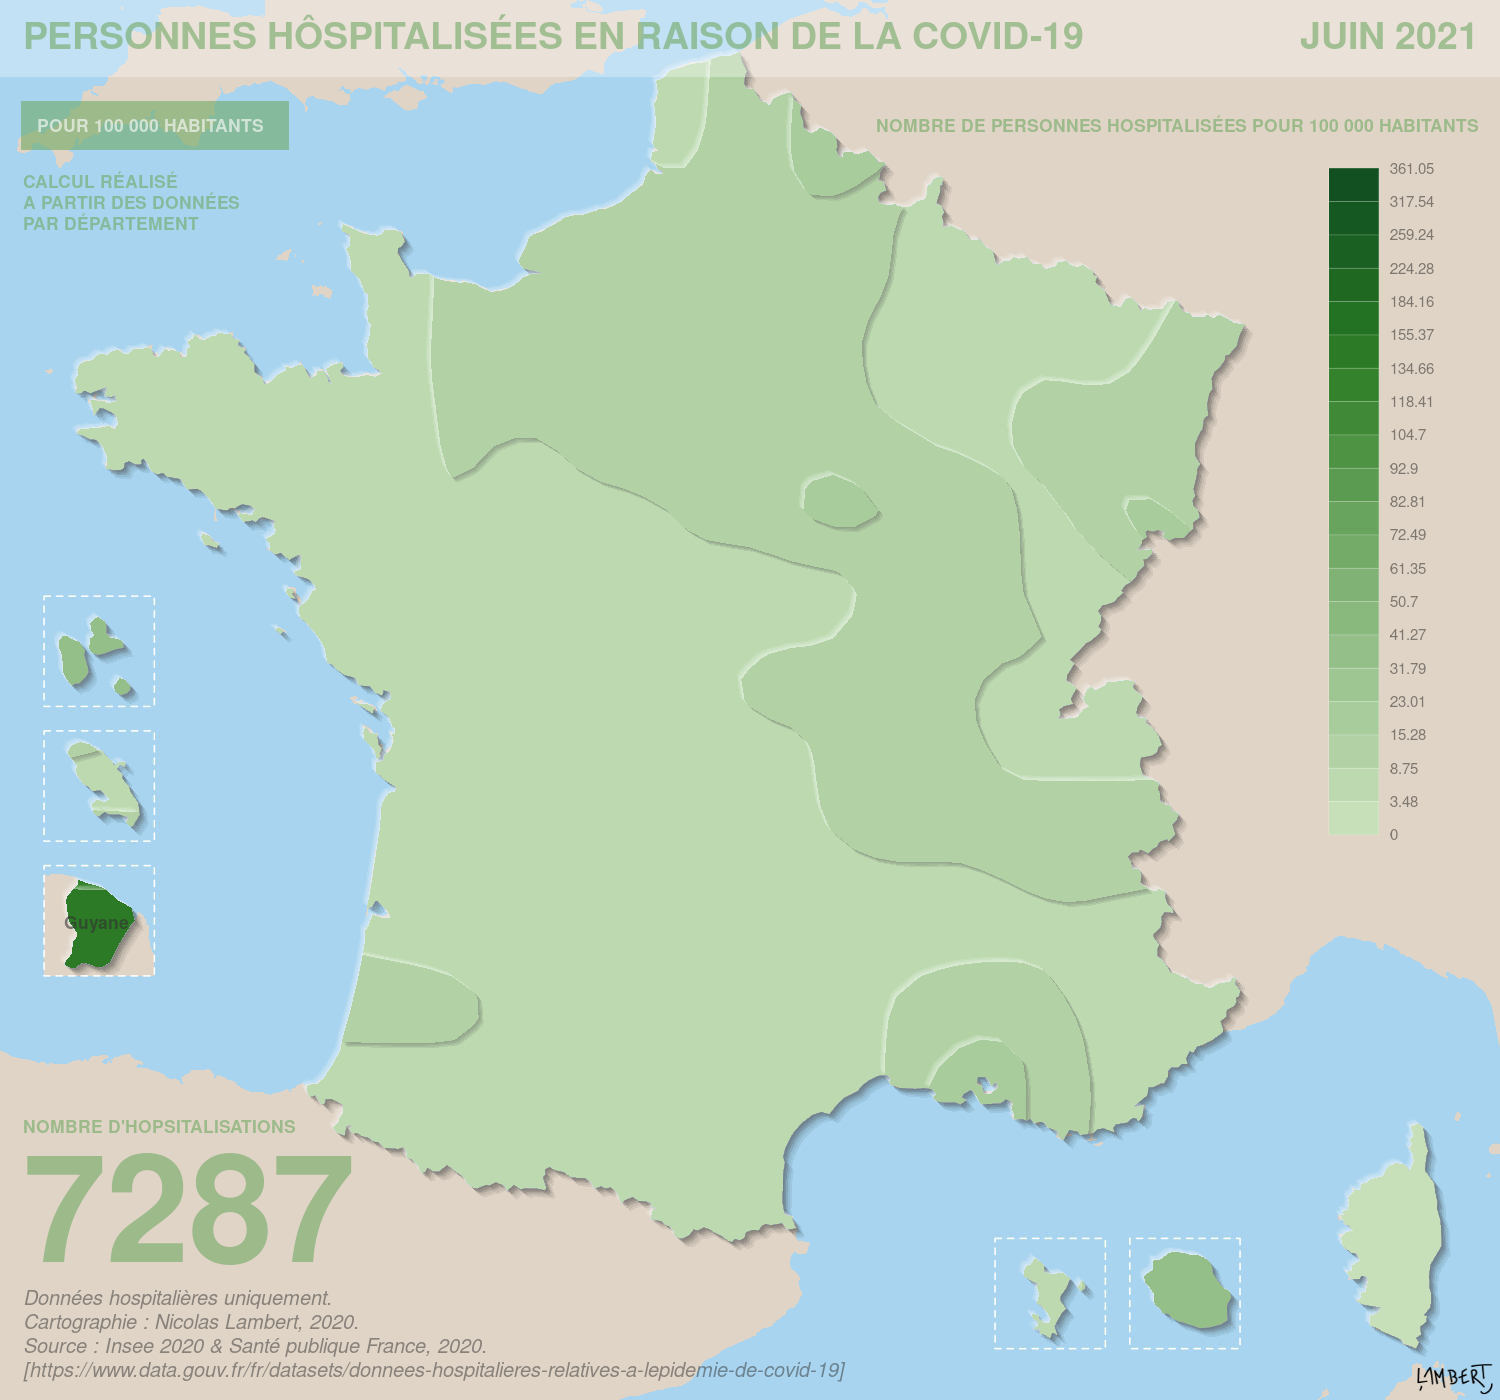 PERSONNES HÔSPITALISÉES EN RAISON DE LA COVID-19
JUIN 2021
POUR 100 000 HABITANTS
CALCUL RÉALISÉ
A PARTIR DES DONNÉES
PAR DÉPARTEMENT
NOMBRE DE PERSONNES HOSPITALISÉES POUR 100 000 HABITANTS
361.05
317.54
259.24
224.28
184.16
155.37
134.66
118.41
104.7
92.9
82.81
72.49
61.35
50.7
41.27
31.79
23.01
15.28
8.75
3.48
0
Guyane
NOMBRE D'HOPSITALISATIONS
7287
Données hospitalières uniquement.
Cartographie : Nicolas Lambert, 2020.
Source : Insee 2020 & Santé publique France, 2020.
[https://www.data.gouv.fr/fr/datasets/donnees-hospitalieres-relatives-a-lepidemie-de-covid-19]
LAMBERT